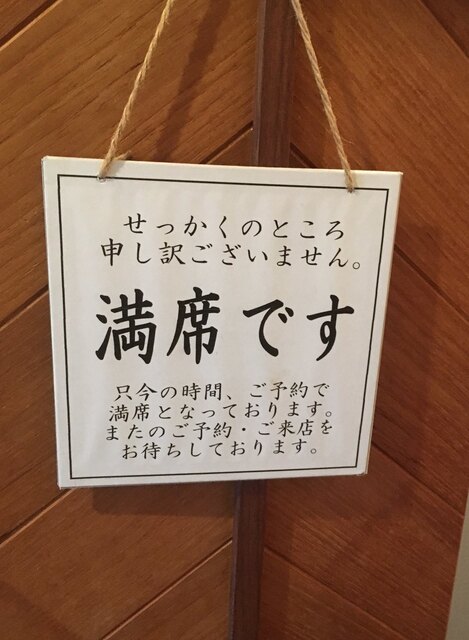 せっかくのところ
申し訳ございません。
満席です
只今の時間、ご予約で
満席となっております。
またのご予約・ご来店を
お待ちしております。